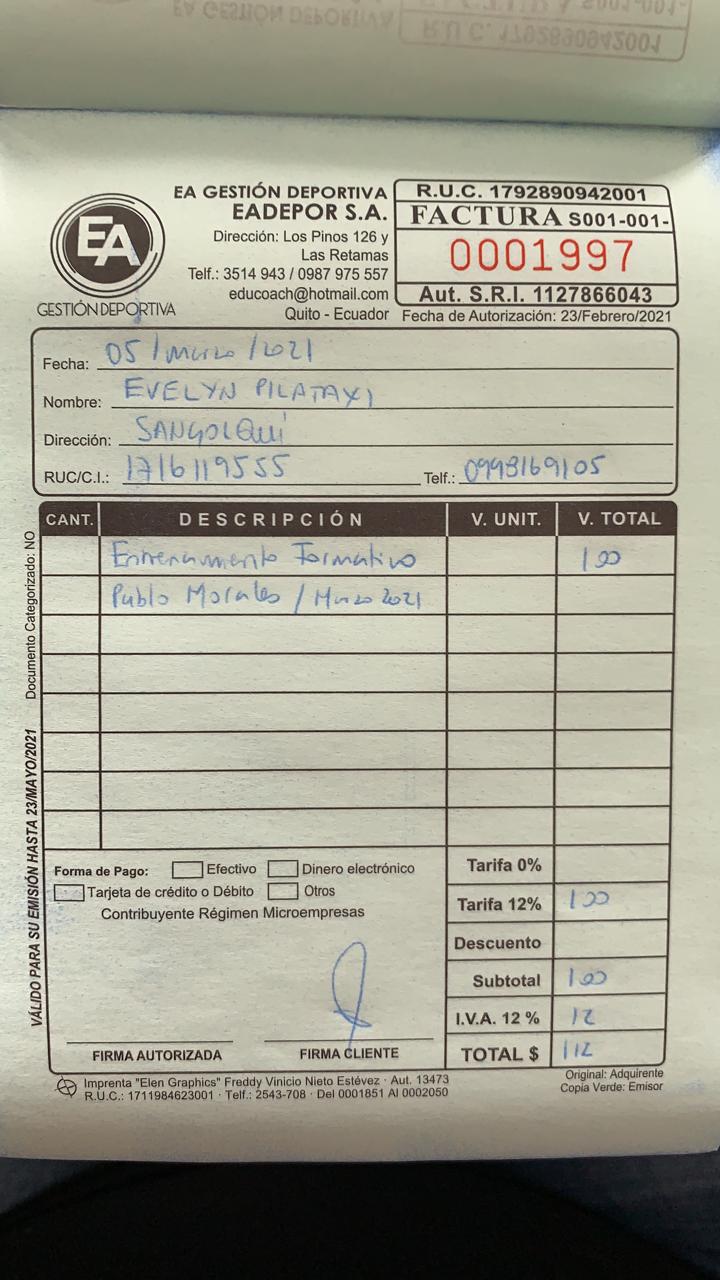 EA GESTIÓN DEPORTIVA
R.U.C. 1792890942001
EA
GESTIÓN DEPORTIVA
EA GESTIÓN DEPORTIVA
EADEPOR S.A.
Dirección: Los Pinos 126 y
Las Retamas
Telf.: 3514 943 / 0987 975 557
educoach@hotmail.com
Quito - Ecuador
R.U.C. 1792890942001
FACTURA S001-001-
0001997
Aut. S.R.I. 1127866043
Fecha de Autorización: 23/Febrero/2021
Fecha: 05 / Marzo / 2021
Nombre: EVELYN PILATAXI
Dirección: SANGOLQUÍ
RUC/C.I.: 1716119555 Telf.: 0998169105
CANT. DESCRIPCIÓN V. UNIT. V. TOTAL
Entrenamiento Formativo 100
Pablo Morales / Marzo 2021
Documento Categorizado: NO
VÁLIDO PARA SU EMISIÓN HASTA 23/MAYO/2021
Forma de Pago: Efectivo Dinero electrónico
Tarjeta de crédito o Débito Otros
Contribuyente Régimen Microempresas
FIRMA AUTORIZADA FIRMA CLIENTE
Tarifa 0%
Tarifa 12% 100
Descuento
Subtotal 100
I.V.A. 12 % 12
TOTAL $ 112
Imprenta "Elen Graphics" Freddy Vinicio Nieto Estévez · Aut. 13473
R.U.C.: 1711984623001 · Telf.: 2543-708 · Del 0001851 Al 0002050
Original: Adquirente
Copia Verde: Emisor